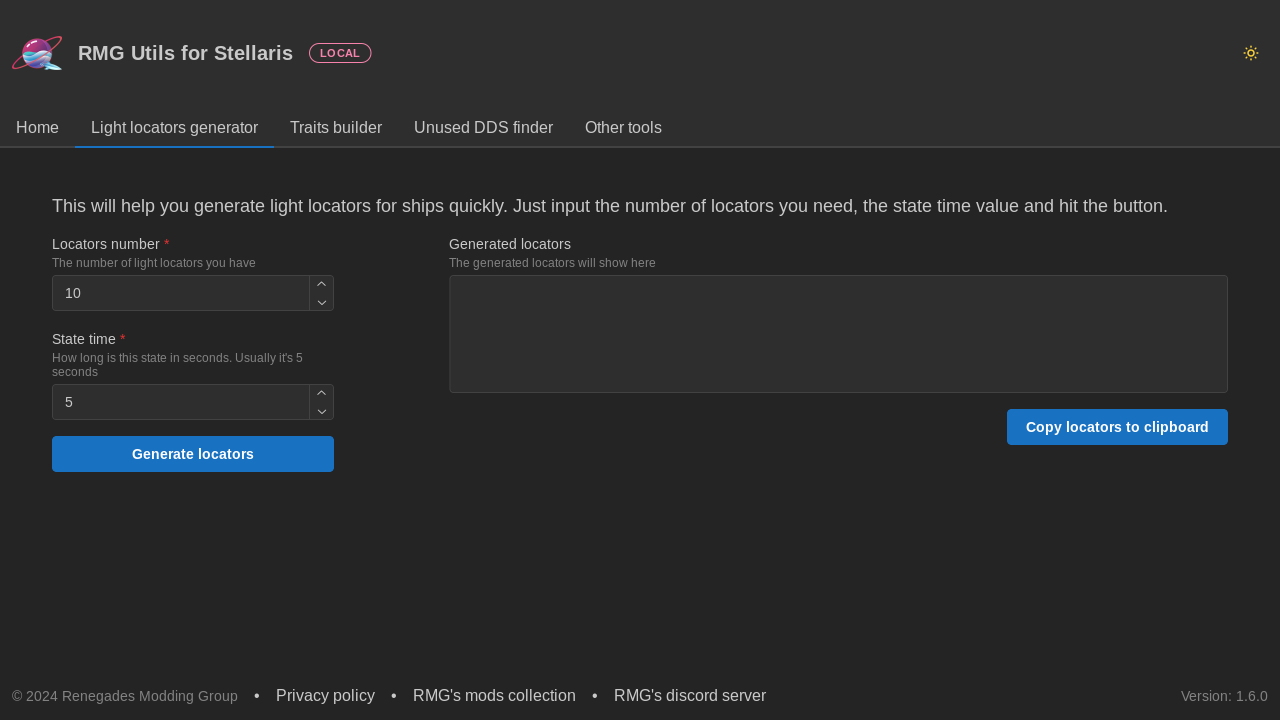 RMG Utils for Stellaris
LOCAL
Home
Light locators generator
Traits builder
Unused DDS finder
Other tools
This will help you generate light locators for ships quickly. Just input the number of locators you need, the state time value and hit the button.
Locators number *
The number of light locators you have
10
State time *
How long is this state in seconds. Usually it's 5
seconds
5
Generate locators
Generated locators
The generated locators will show here
Copy locators to clipboard
© 2024 Renegades Modding Group • Privacy policy • RMG's mods collection • RMG's discord server
Version: 1.6.0